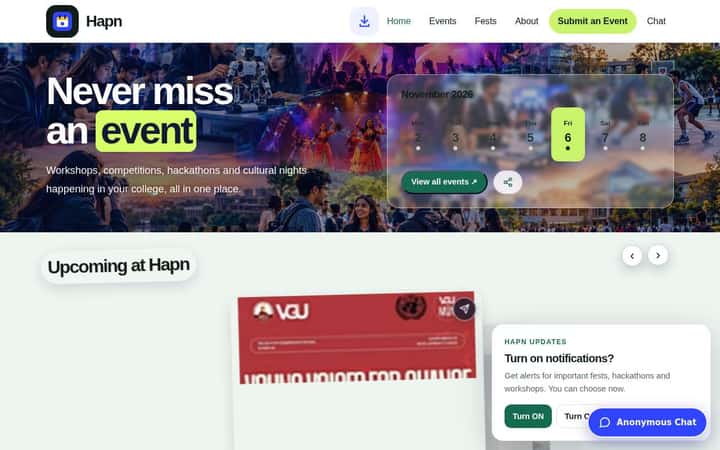 Hapn
Home
Events
Fests
About
Submit an Event
Chat
Never miss
an event
Workshops, competitions, hackathons and cultural nights
happening in your college, all in one place.
November 2026
Fri
Sat
2 3 4 5 6 7 8
View all events ↗
Upcoming at Hapn
VGU
VGU
HAPN UPDATES
Turn on notifications?
Get alerts for important fests, hackathons and
workshops. You can choose now.
Turn ON
Turn
Anonymous Chat